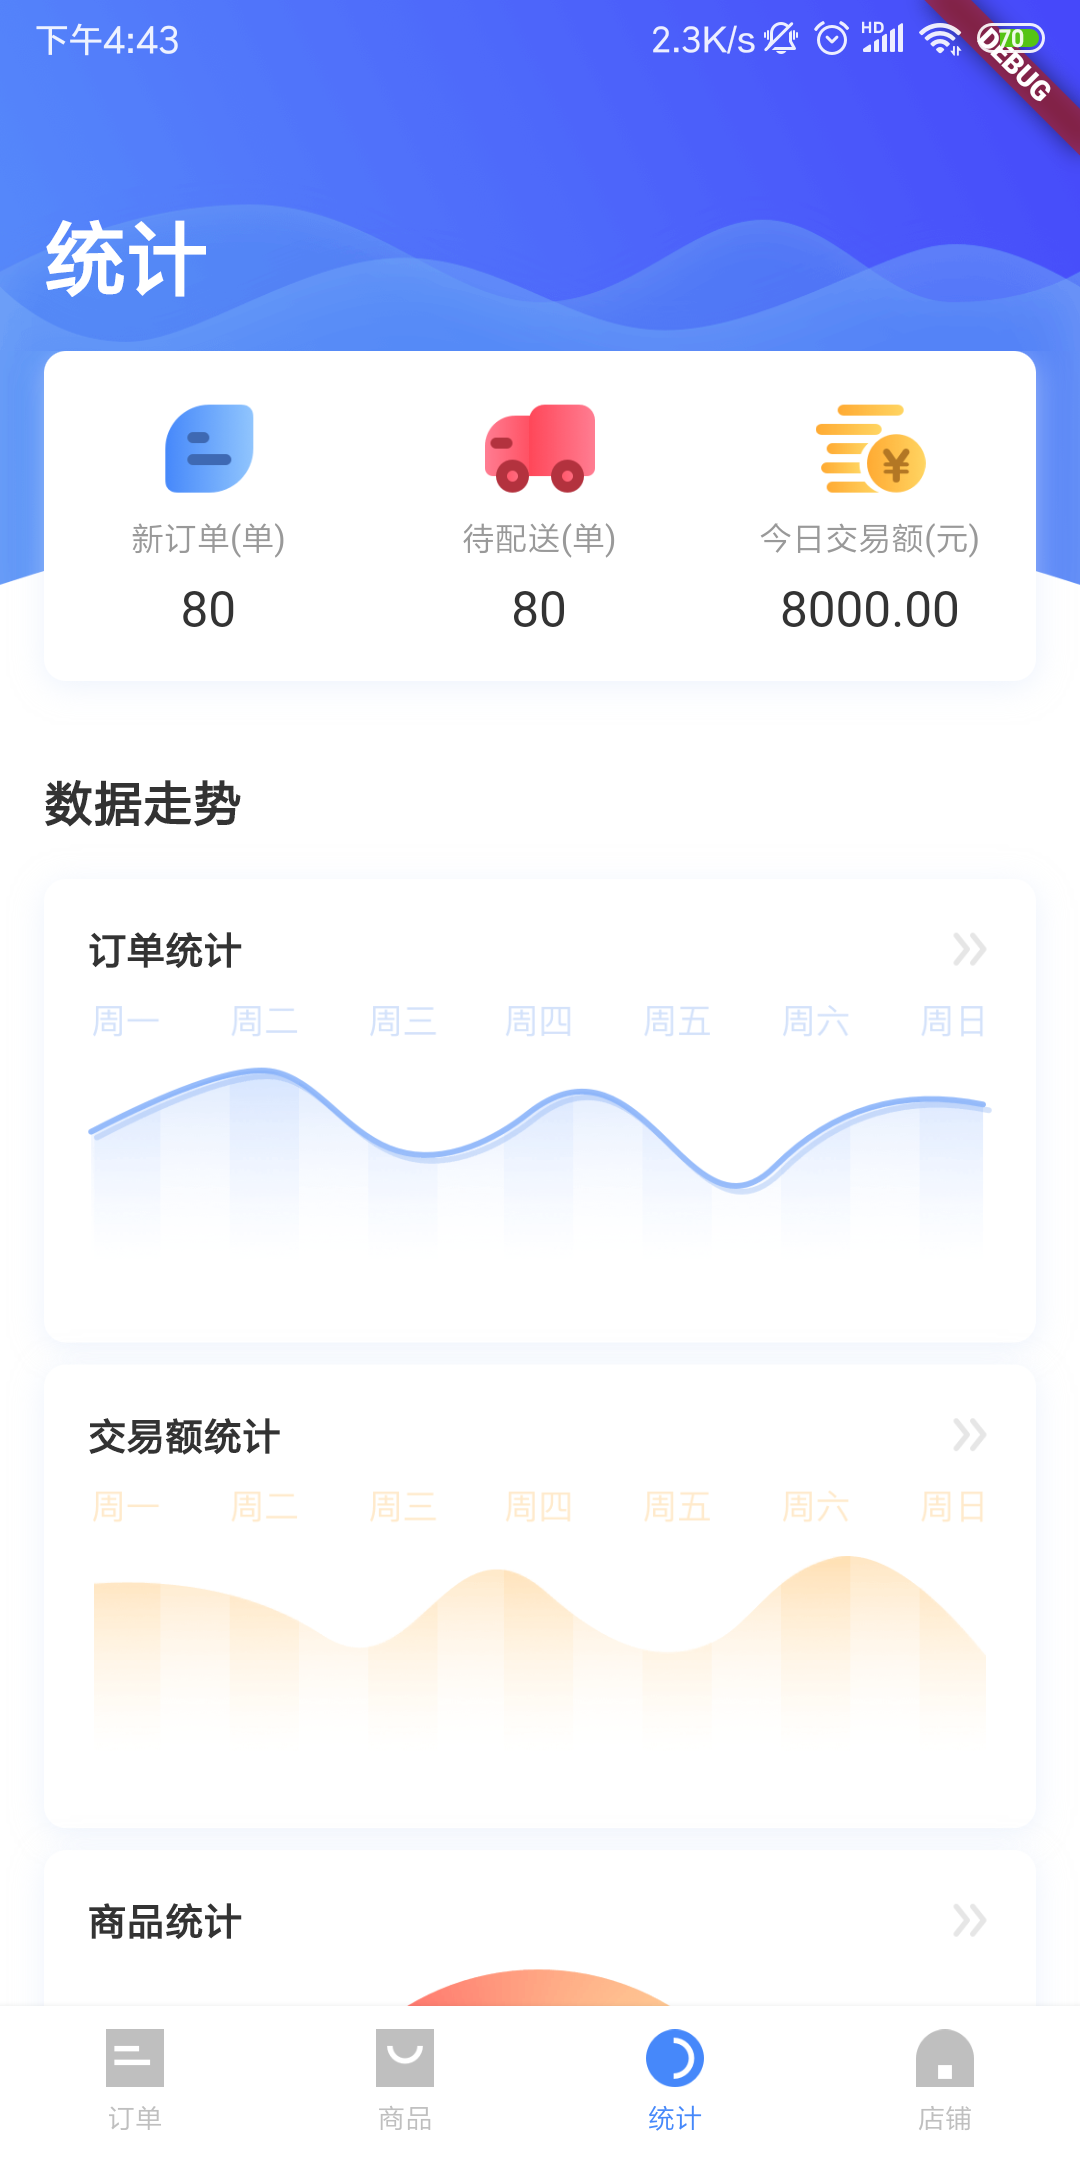 下午4:43 2.3K/s HD 70
DEBUG
统计
新订单(单) 待配送(单) 今日交易额(元)
80 80 8000.00
数据走势
订单统计
周一 周二 周三 周四 周五 周六 周日
交易额统计
周一 周二 周三 周四 周五 周六 周日
商品统计
订单 商品 统计 店铺